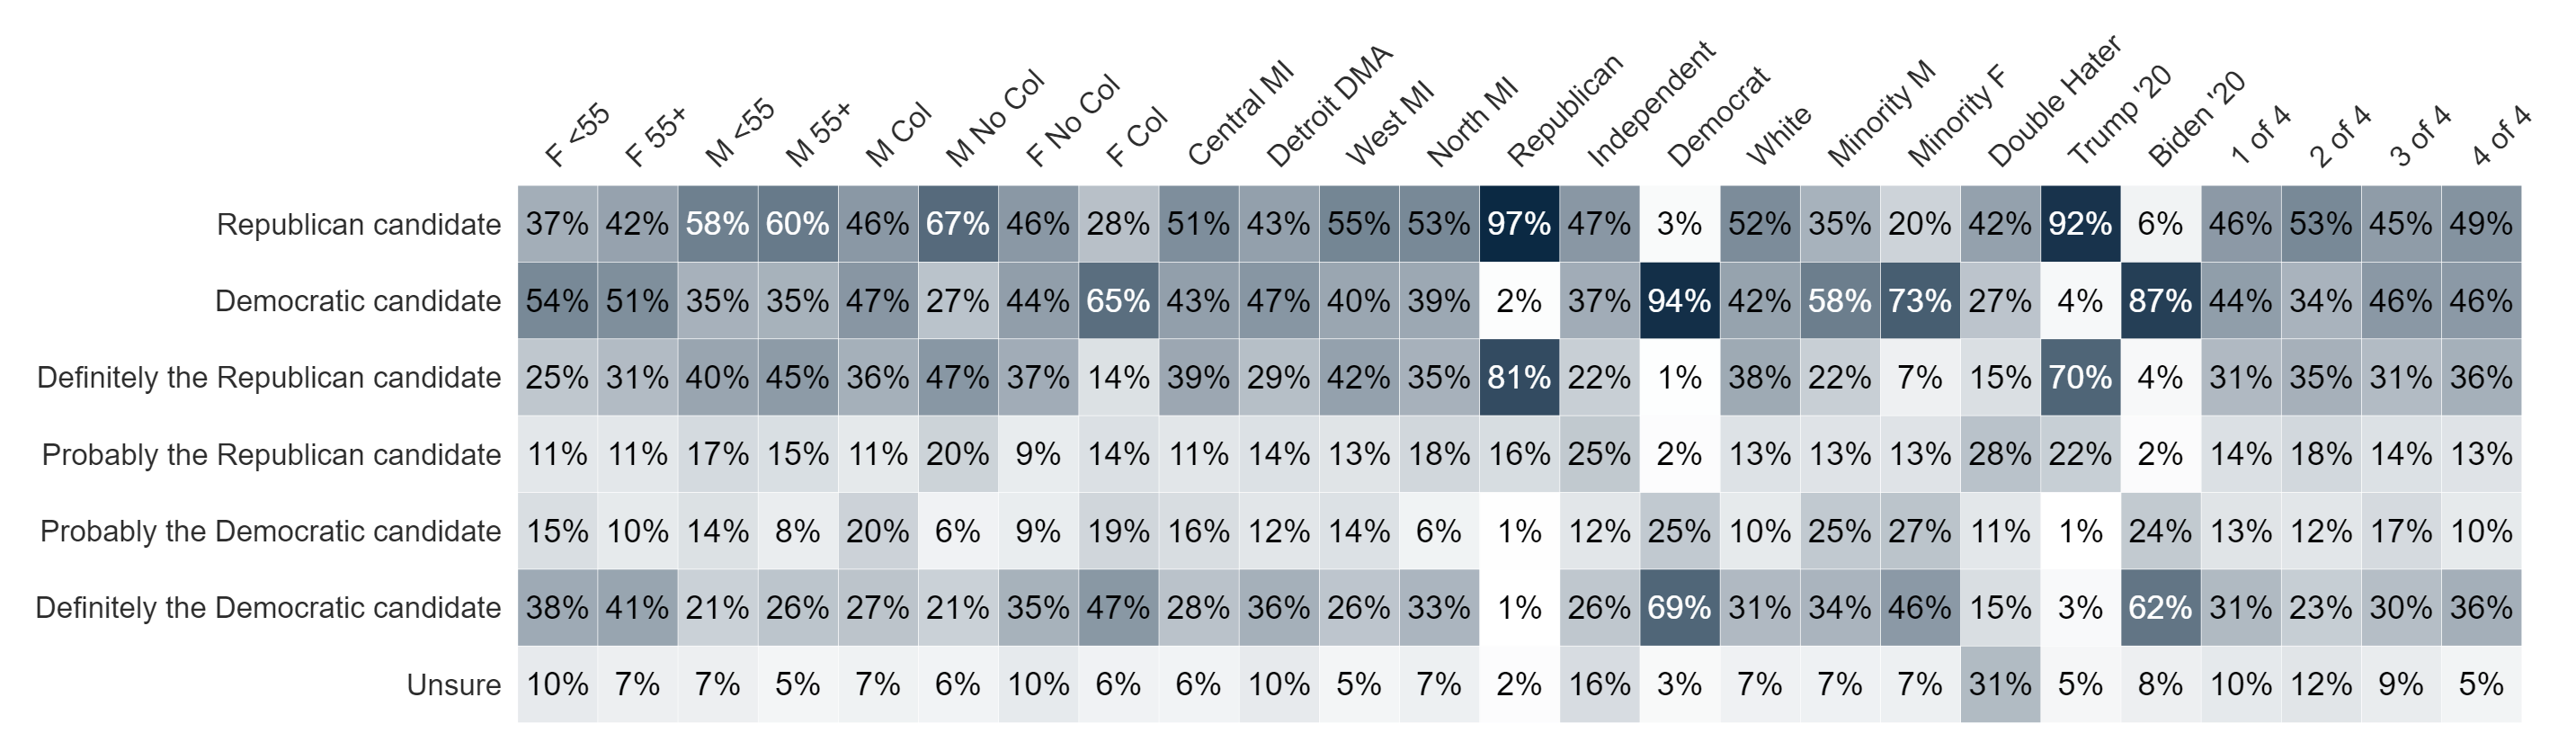 F <55 F 55+ M <55 M 55+ M Col M No Col F No Col F Col Central MI Detroit DMA West MI North MI Republican Independent Democrat White Minority M Minority F Double Hater Trump '20 Biden '20 1 of 4 2 of 4 3 of 4 4 of 4
Republican candidate 37% 42% 58% 60% 46% 67% 46% 28% 51% 43% 55% 53% 97% 47% 3% 52% 35% 20% 42% 92% 6% 46% 53% 45% 49%
Democratic candidate 54% 51% 35% 35% 47% 27% 44% 65% 43% 47% 40% 39% 2% 37% 94% 42% 58% 73% 27% 4% 87% 44% 34% 46% 46%
Definitely the Republican candidate 25% 31% 40% 45% 36% 47% 37% 14% 39% 29% 42% 35% 81% 22% 1% 38% 22% 7% 15% 70% 4% 31% 35% 31% 36%
Probably the Republican candidate 11% 11% 17% 15% 11% 20% 9% 14% 11% 14% 13% 18% 16% 25% 2% 13% 13% 13% 28% 22% 2% 14% 18% 14% 13%
Probably the Democratic candidate 15% 10% 14% 8% 20% 6% 9% 19% 16% 12% 14% 6% 1% 12% 25% 10% 25% 27% 11% 1% 24% 13% 12% 17% 10%
Definitely the Democratic candidate 38% 41% 21% 26% 27% 21% 35% 47% 28% 36% 26% 33% 1% 26% 69% 31% 34% 46% 15% 3% 62% 31% 23% 30% 36%
Unsure 10% 7% 7% 5% 7% 6% 10% 6% 6% 10% 5% 7% 2% 16% 3% 7% 7% 7% 31% 5% 8% 10% 12% 9% 5%